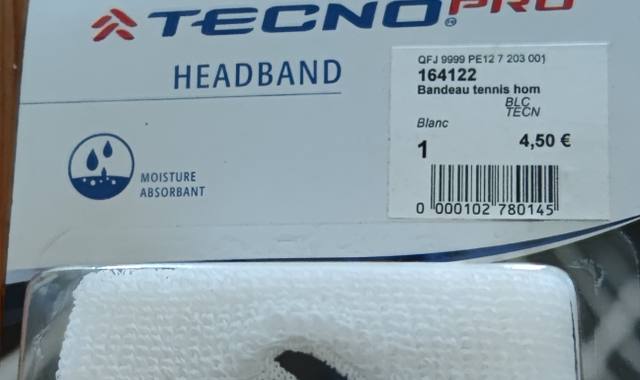 TECNOPRO®
HEADBAND
MOISTURE
ABSORBANT
QFJ 9999 PE12 7 203 001
164122
Bandeau tennis hom
BLC
TECN
Blanc
1 4,50 €
0 000102 780145